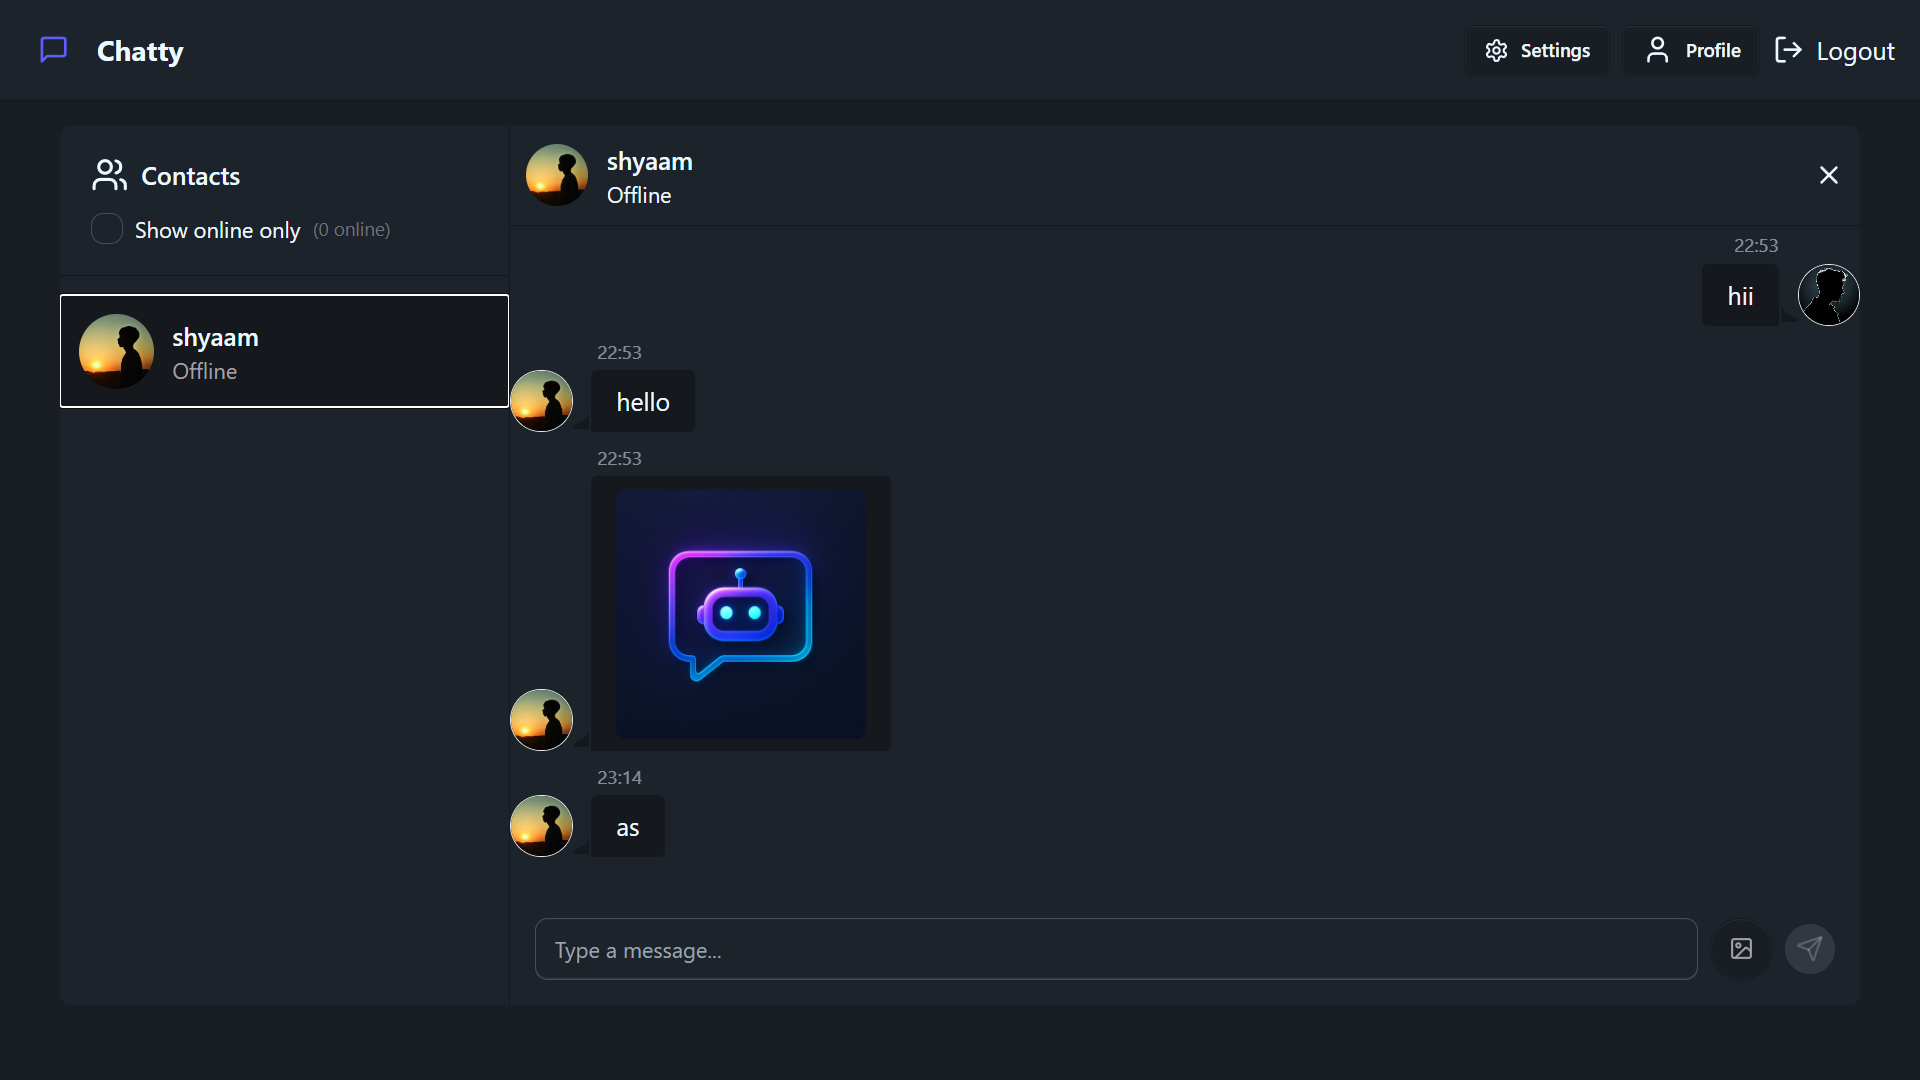 Chatty
Settings
Profile
Logout
Contacts
Show online only (0 online)
shyaam
Offline
shyaam
Offline
22:53
hii
22:53
hello
22:53
23:14
as
Type a message...